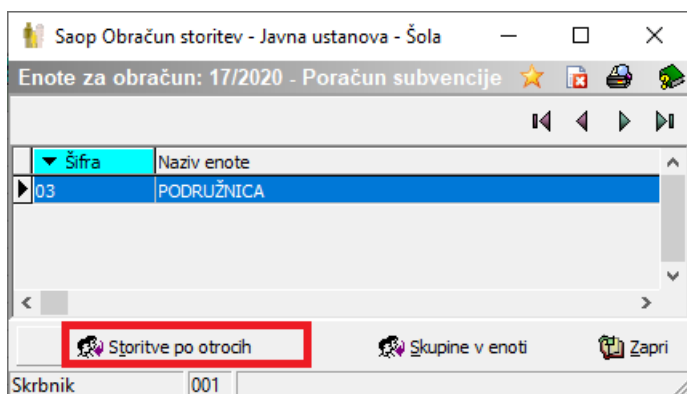 Saop Obračun storitev - Javna ustanova - Šola
Enote za obračun: 17/2020 - Poračun subvencije
Šifra Naziv enote
03 PODRUŽNICA
Storitve po otrocih Skupine v enoti Zapri
Skrbnik 001